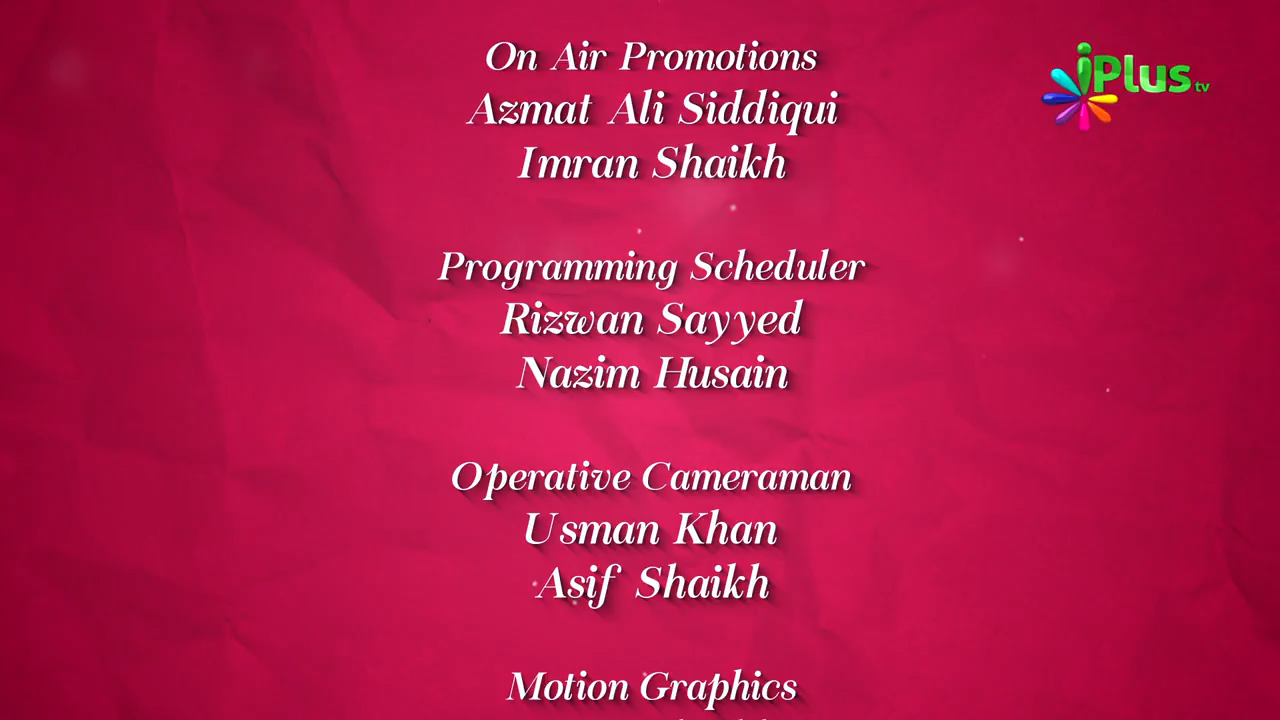 On Air Promotions
Azmat Ali Siddiqui
Imran Shaikh
iPlus tv
Programming Scheduler
Rizwan Sayyed
Nazim Husain
Operative Cameraman
Usman Khan
Asif Shaikh
Motion Graphics